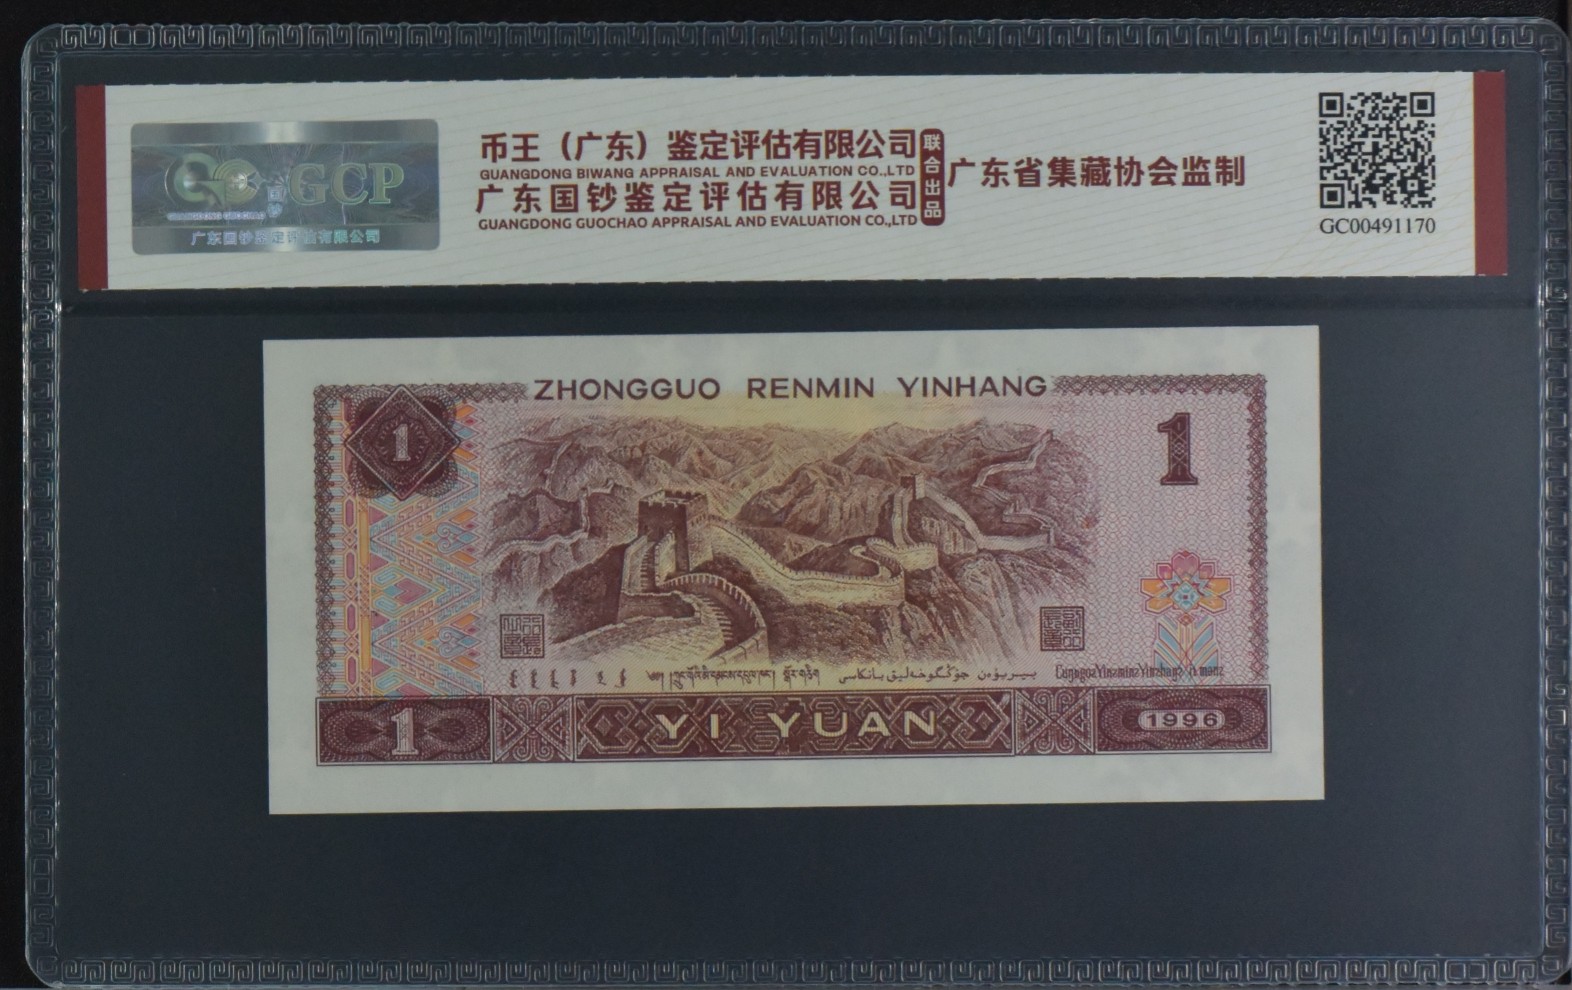 GCP
广东国钞鉴定评估有限公司
币王（广东）鉴定评估有限公司
GUANGDONG BIWANG APPRAISAL AND EVALUATION CO.,LTD
广东国钞鉴定评估有限公司
GUANGDONG GUOCHAO APPRAISAL AND EVALUATION CO.,LTD
联合出品
广东省集藏协会监制
GC00491170
ZHONGGUO RENMIN YINHANG
1
1
1
YI YUAN
1996